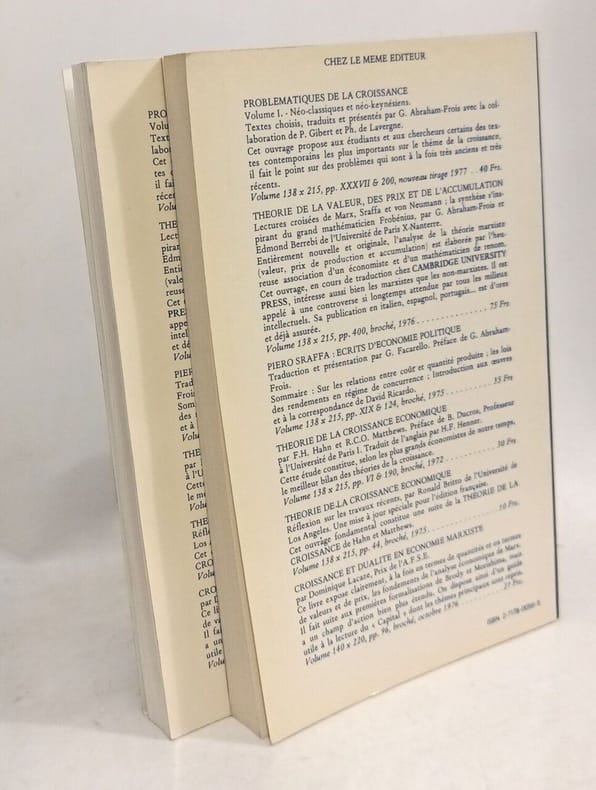 CHEZ LE MEME EDITEUR
PROBLEMATIQUES DE LA CROISSANCE
Volume I. - Néo-classiques et néo-keynésiens.
Textes choisis, traduits et présentés par G. Abraham-Frois avec la col-
laboration de P. Gibert et Ph. de Lavergne.
Cet ouvrage propose aux étudiants et aux chercheurs certains des tex-
tes contemporains les plus importants sur le thème de la croissance,
il fait le point sur des problèmes qui sont à la fois très anciens et très
récents.
Volume 138 x 215, pp. XXXVII & 200, nouveau tirage 1977 . . 40 Frs.
THEORIE DE LA VALEUR, DES PRIX ET DE L'ACCUMULATION
Lectures croisées de Marx, Sraffa et von Neumann ; la synthèse s'ins-
pirant du grand mathématicien Frobénius, par G. Abraham-Frois et
Edmond Berrebi de l'Université de Paris X-Nanterre.
Entièrement nouvelle et originale, l'analyse de la théorie marxiste
(valeur, prix de production et accumulation) est élaborée par l'heu-
reuse association d'un économiste et d'un mathématicien de renom.
Cet ouvrage, en cours de traduction chez CAMBRIDGE UNIVERSITY
PRESS, intéresse aussi bien les marxistes que les non-marxistes. Il est
appelé à une controverse si longtemps attendue par tous les milieux
intellectuels. Sa publication en italien, espagnol, portugais... est d'ores
et déjà assurée.
Volume 138 x 215, pp. 400, broché, 1976 . . . . . . . . . . . 75 Frs.
PIERO SRAFFA : ECRITS D'ECONOMIE POLITIQUE
Traduction et présentation par G. Facarello. Préface de G. Abraham-
Frois.
Sommaire : Sur les relations entre coût et quantité produite ; les lois
des rendements en régime de concurrence ; Introduction aux œuvres
et à la correspondance de David Ricardo.
Volume 138 x 215, pp. XIX & 124, broché, 1975 . . . . . . . . . . 35 Frs.
THEORIE DE LA CROISSANCE ECONOMIQUE
par F.H. Hahn et R.C.O. Matthews. Préface de B. Ducros, Professeur
à l'Université de Paris I. Traduit de l'anglais par H.F. Henner.
Cette étude constitue, selon les plus grands économistes de notre temps,
le meilleur bilan des théories de la croissance.
Volume 138 x 215, pp. VI & 190, broché, 1972 . . . . . . . . . . . 30 Frs.
THEORIE DE LA CROISSANCE ECONOMIQUE
Réflexion sur les travaux récents, par Ronald Britto de l'Université de
Los Angeles. Une mise à jour spéciale pour l'édition française.
Cet ouvrage fondamental constitue une suite de la THEORIE DE LA
CROISSANCE de Hahn et Matthews.
Volume 138 x 215, pp. 44, broché, 1975 . . . . . . . . . . . . 10 Frs.
CROISSANCE ET DUALITE EN ECONOMIE MARXISTE
par Dominique Lacaze, Prix de l'A.F.S.E.
Ce livre expose clairement, à la fois en termes de quantités et en termes
de valeurs et de prix, les fondements de l'analyse économique de Marx.
Il fait suite aux premières formalisations de Brody et Morishima, mais
a un champ d'action bien plus étendu. On dispose ainsi d'un guide
utile à la lecture du « Capital » dont les thèmes principaux sont repris.
Volume 140 x 220, pp. 96, broché, octobre 1976 . . . . . . . . . . 27 Frs.